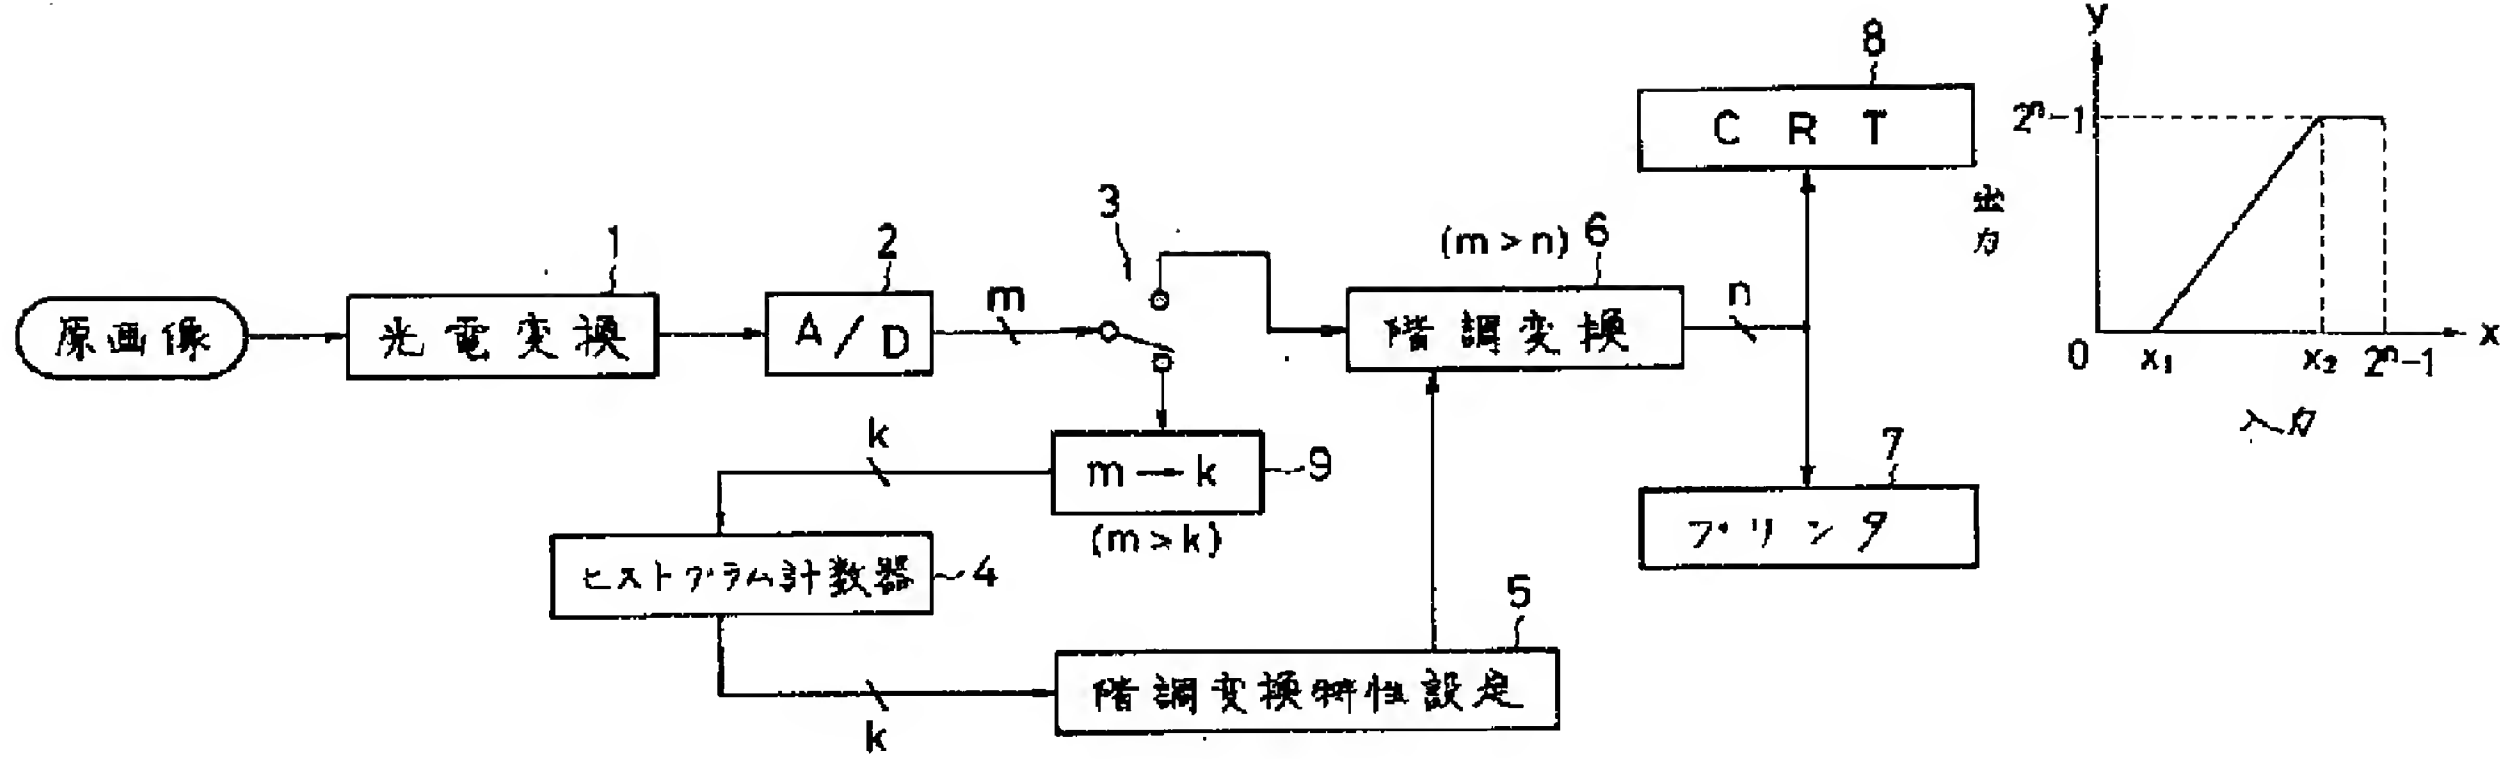 原画像
1
光電変換
2
A/D
m
3
(m>n)
6
階調変換
n
8
CRT
7
プリンタ
m→k
9
(m>k)
k
ヒストグラム計数器
4
k
5
階調変換特性設定
y
2ⁿ-1
出力
0
x₁
x₂
2ᵐ-1
x
入力